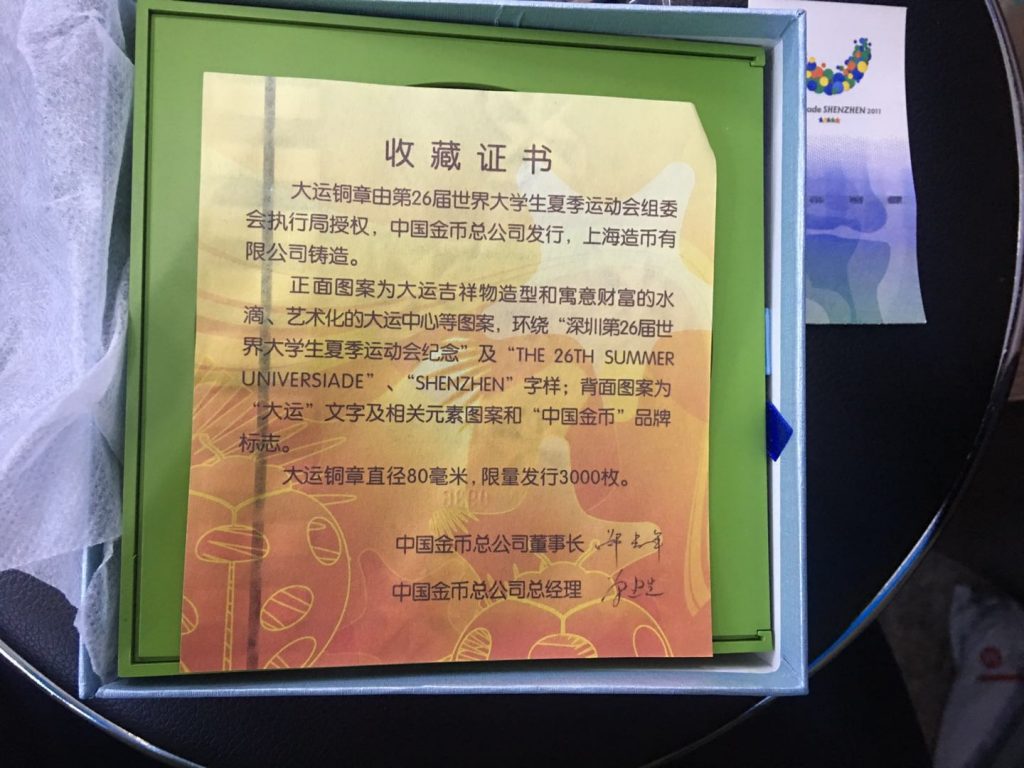 收藏证书
大运铜章由第26届世界大学生夏季运动会组委
会执行局授权，中国金币总公司发行，上海造币有
限公司铸造。
正面图案为大运吉祥物造型和寓意财富的水
滴、艺术化的大运中心等图案，环绕“深圳第26届世
界大学生夏季运动会纪念”及“THE 26TH SUMMER
UNIVERSIADE”、“SHENZHEN”字样；背面图案为
“大运”文字及相关元素图案和“中国金币”品牌
标志。
大运铜章直径80毫米，限量发行3000枚。
中国金币总公司董事长
中国金币总公司总经理
SHENZHEN 2011